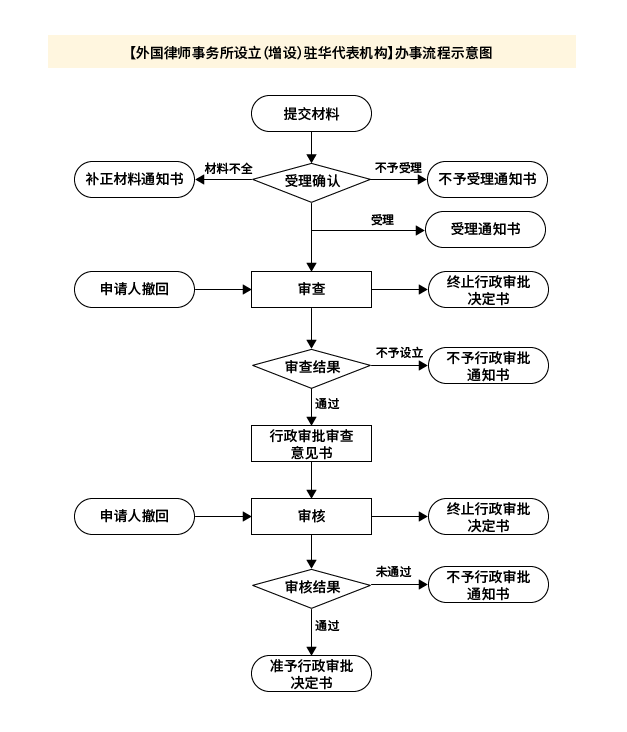 【外国律师事务所设立(增设)驻华代表机构】办事流程示意图
提交材料
材料不全
不予受理
补正材料通知书
受理确认
不予受理通知书
受理
受理通知书
申请人撤回
审查
终止行政审批
决定书
审查结果
不予设立
不予行政审批
通知书
通过
行政审批审查
意见书
申请人撤回
审核
终止行政审批
决定书
审核结果
未通过
不予行政审批
通知书
通过
准予行政审批
决定书